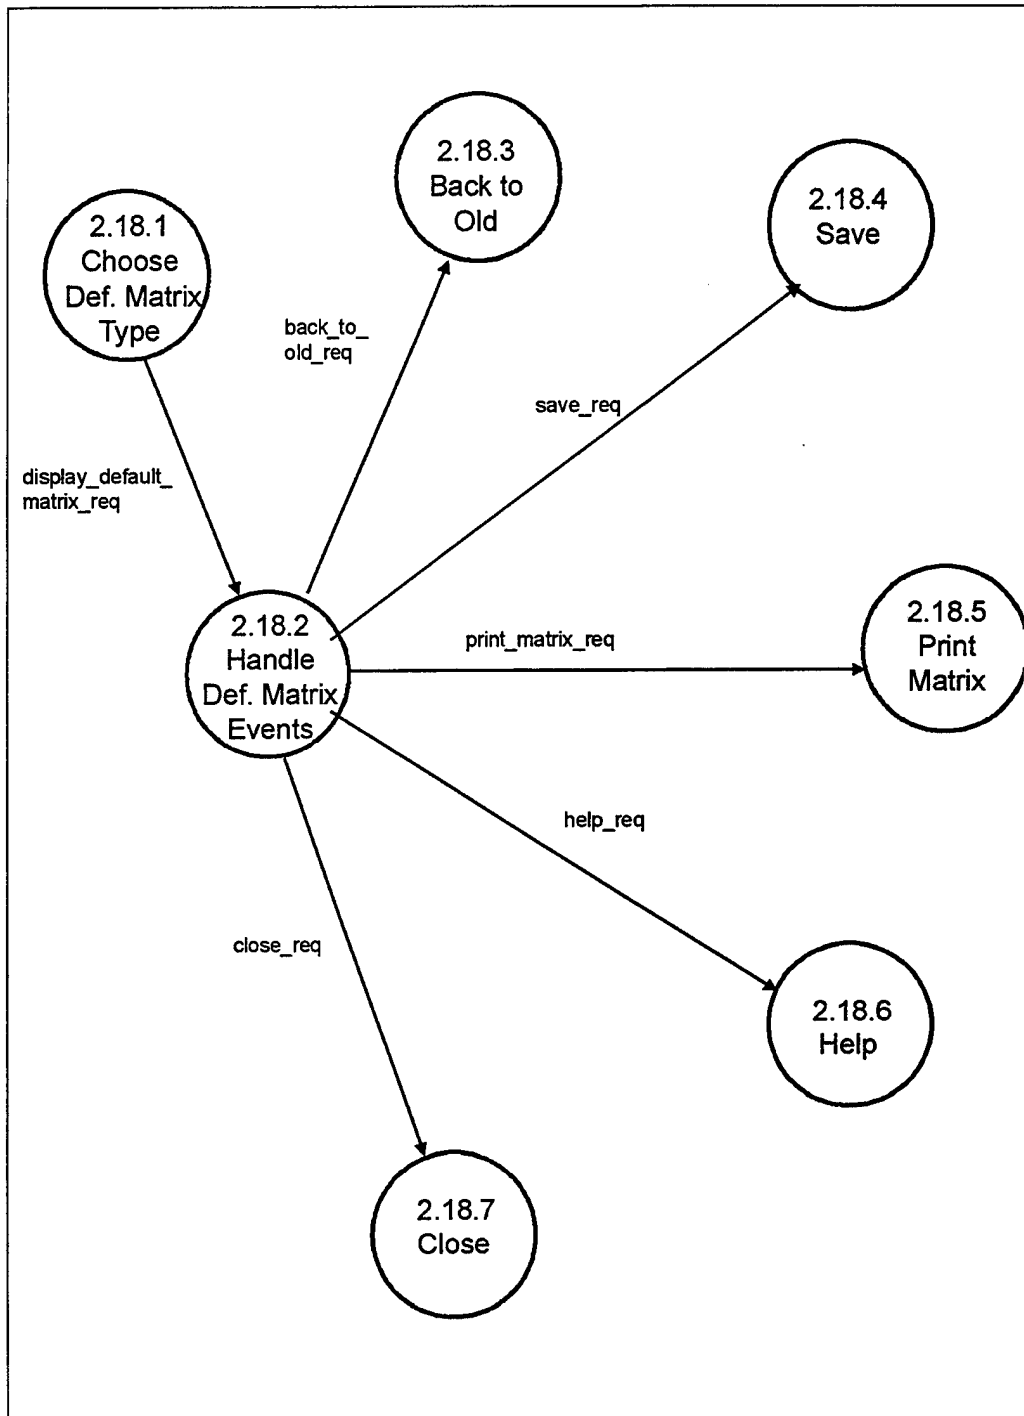 2.18.3
Back to
Old
2.18.4
Save
2.18.1
Choose
Def. Matrix
Type
back_to_
old_req
save_req
display_default_
matrix_req
2.18.2
Handle
Def. Matrix
Events
print_matrix_req
2.18.5
Print
Matrix
help_req
close_req
2.18.6
Help
2.18.7
Close